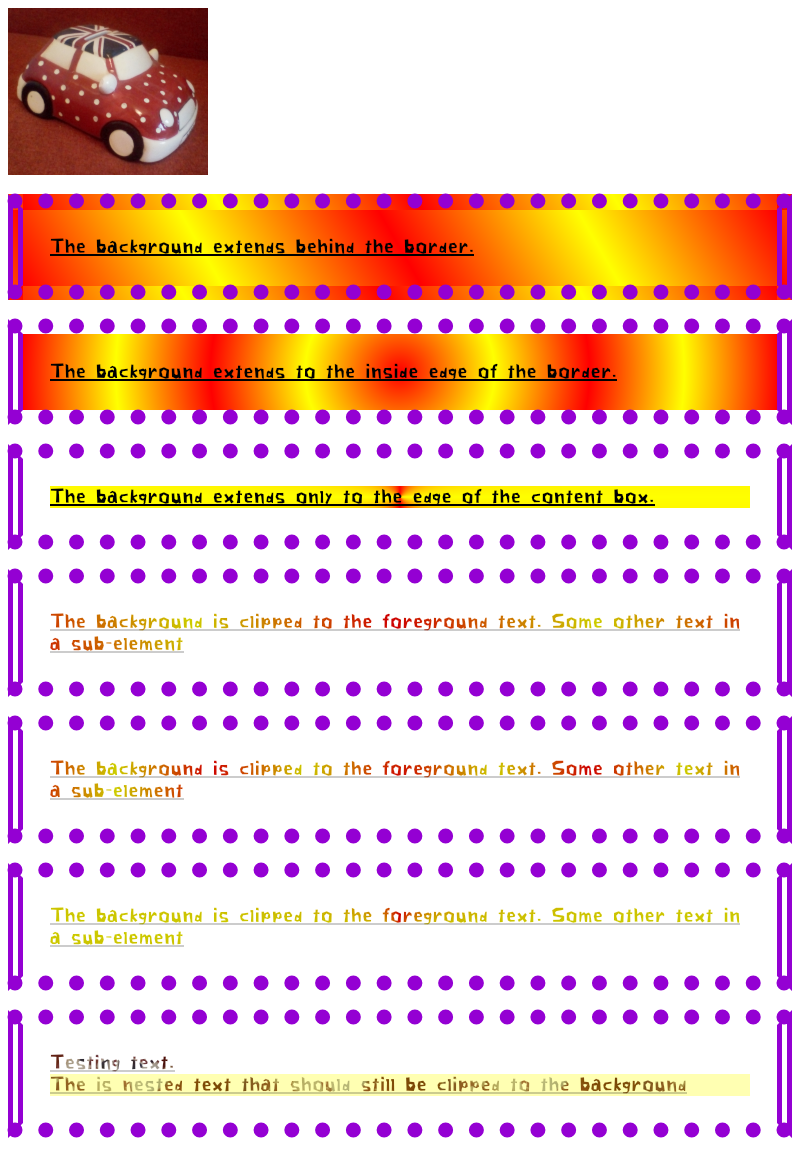 The background extends behind the border.
The background extends to the inside edge of the border.
The background extends only to the edge of the content box.
The background is clipped to the foreground text. Some other text in
a sub-element
The background is clipped to the foreground text. Some other text in
a sub-element
The background is clipped to the foreground text. Some other text in
a sub-element
Testing text.
The is nested text that should still be clipped to the background